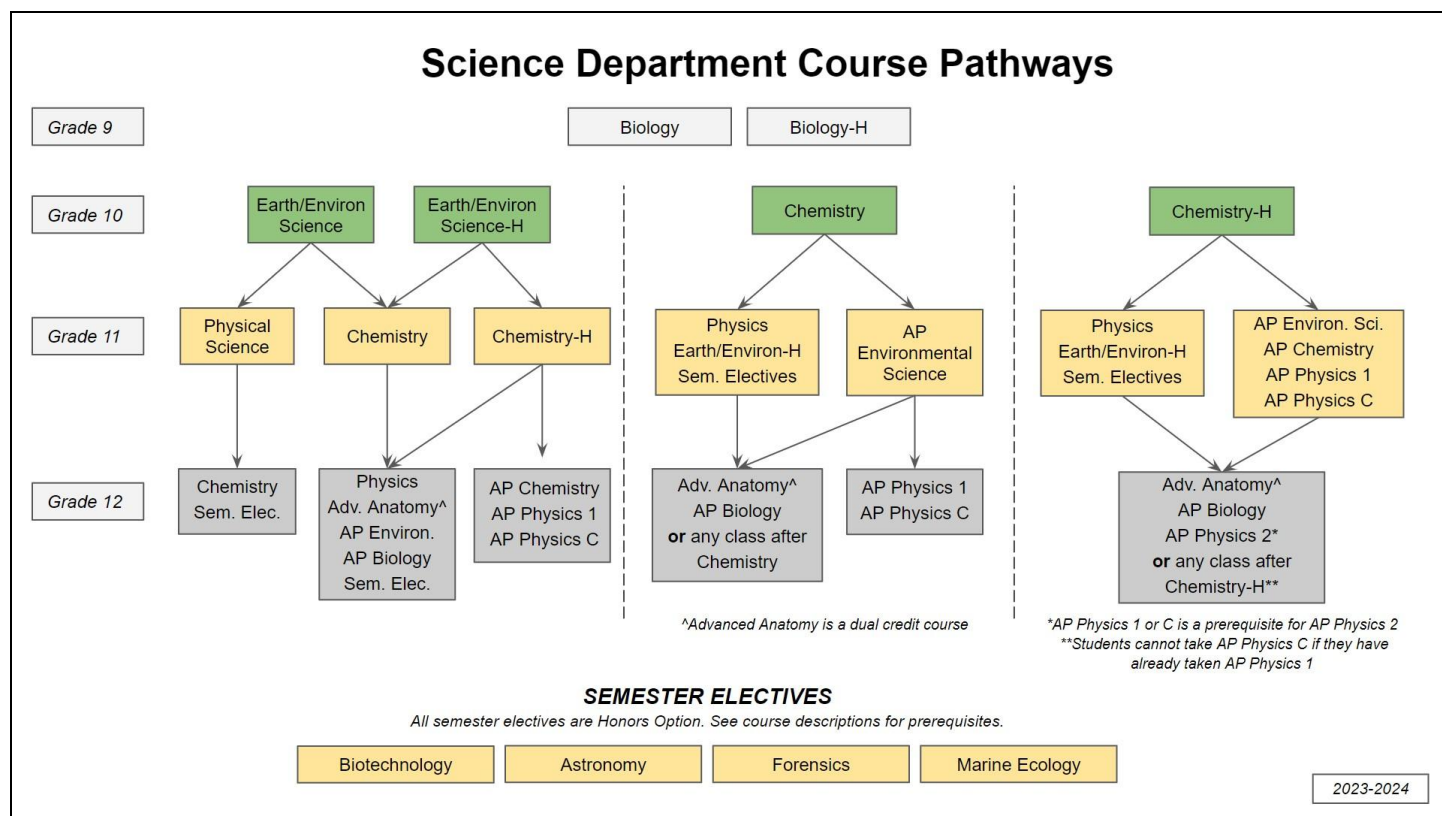 Science Department Course Pathways
Grade 9
Biology
Biology-H
Grade 10
Earth/Environ
Science
Earth/Environ
Science-H
Chemistry
Chemistry-H
Grade 11
Physical
Science
Chemistry
Chemistry-H
Physics
Earth/Environ-H
Sem. Electives
AP
Environmental
Science
Physics
Earth/Environ-H
Sem. Electives
AP Environ. Sci.
AP Chemistry
AP Physics 1
AP Physics C
Grade 12
Chemistry
Sem. Elec.
Physics
Adv. Anatomy^
AP Environ.
AP Biology
Sem. Elec.
AP Chemistry
AP Physics 1
AP Physics C
Adv. Anatomy^
AP Biology
or any class after
Chemistry
AP Physics 1
AP Physics C
Adv. Anatomy^
AP Biology
AP Physics 2*
or any class after
Chemistry-H**
^Advanced Anatomy is a dual credit course
*AP Physics 1 or C is a prerequisite for AP Physics 2
**Students cannot take AP Physics C if they have
already taken AP Physics 1
SEMESTER ELECTIVES
All semester electives are Honors Option. See course descriptions for prerequisites.
Biotechnology
Astronomy
Forensics
Marine Ecology
2023-2024